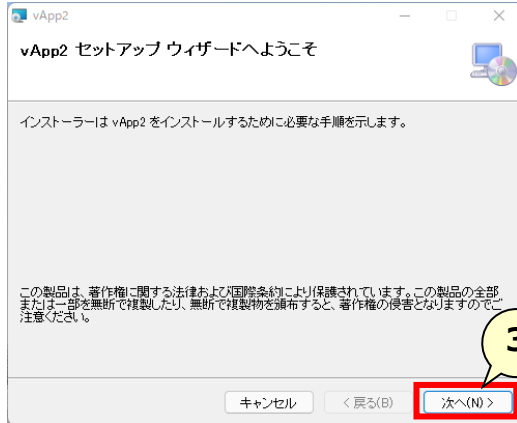 vApp2
vApp2 セットアップ ウィザードへようこそ
インストーラーは vApp2 をインストールするために必要な手順を示します。
この製品は、著作権に関する法律および国際条約により保護されています。この製品の全部
または一部を無断で複製したり、無断で複製物を頒布すると、著作権の侵害となりますのでご
注意ください。
3
キャンセル
< 戻る(B)
次へ(N) >